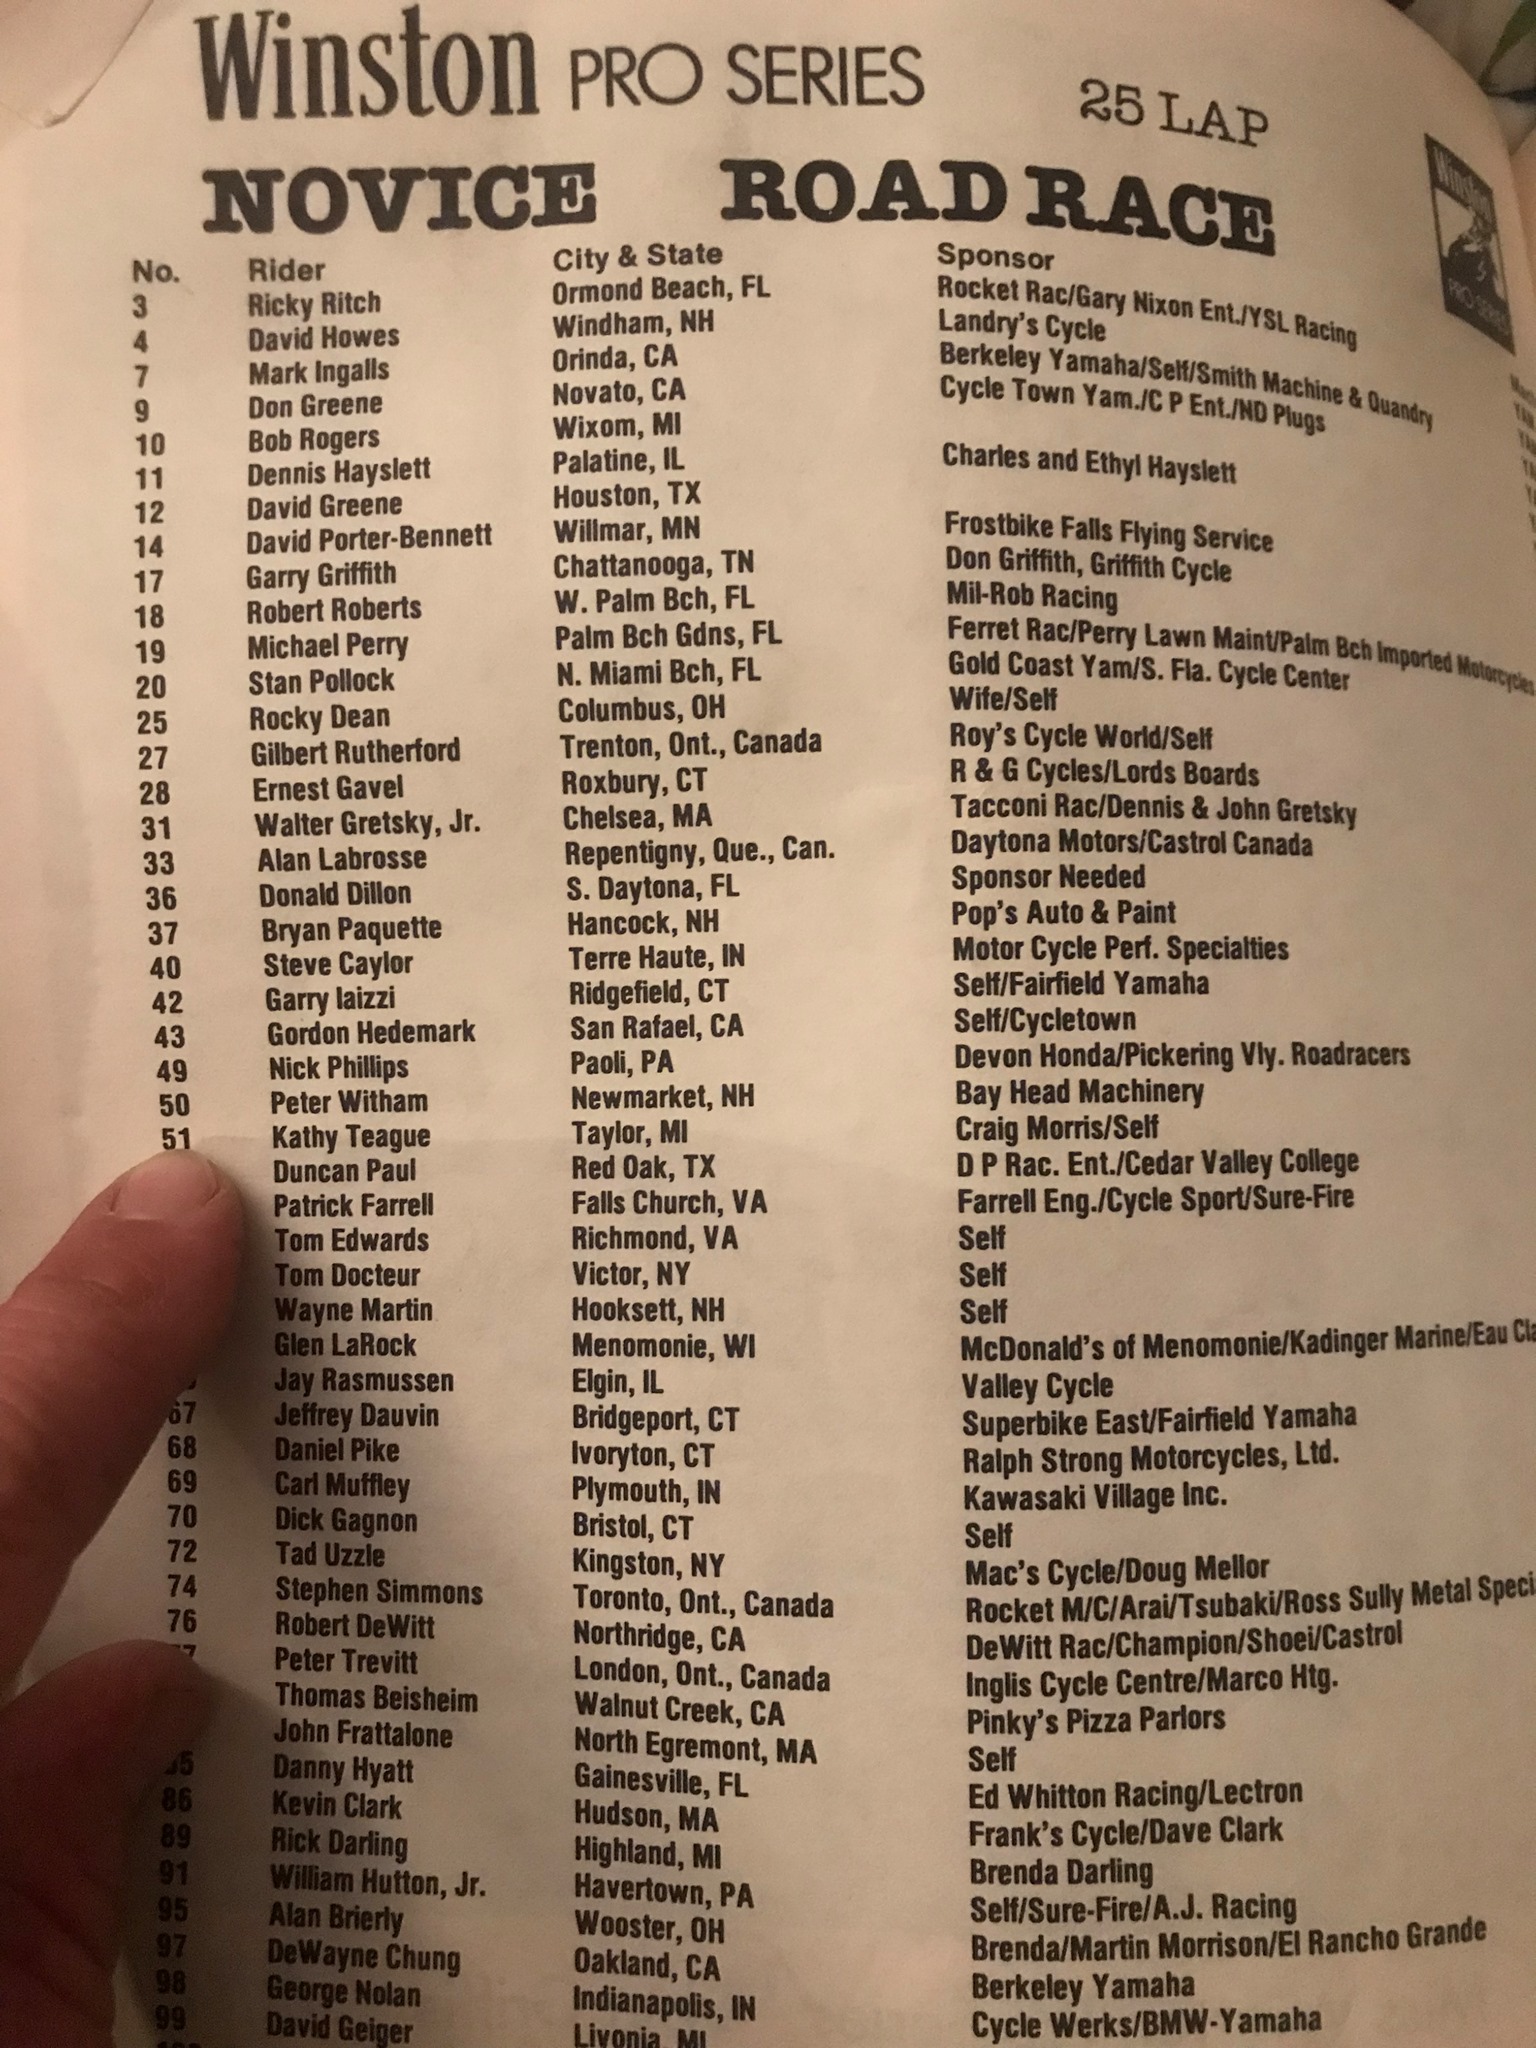 Winston PRO SERIES 25 LAP
NOVICE ROAD RACE
Winston
PRO SERIES
No. Rider City & State Sponsor
3 Ricky Ritch Ormond Beach, FL Rocket Rac/Gary Nixon Ent./YSL Racing
4 David Howes Windham, NH Landry's Cycle
7 Mark Ingalls Orinda, CA Berkeley Yamaha/Self/Smith Machine & Quandry
9 Don Greene Novato, CA Cycle Town Yam./C P Ent./ND Plugs
10 Bob Rogers Wixom, MI
11 Dennis Hayslett Palatine, IL Charles and Ethyl Hayslett
12 David Greene Houston, TX
14 David Porter-Bennett Willmar, MN Frostbike Falls Flying Service
17 Garry Griffith Chattanooga, TN Don Griffith, Griffith Cycle
18 Robert Roberts W. Palm Bch, FL Mil-Rob Racing
19 Michael Perry Palm Bch Gdns, FL Ferret Rac/Perry Lawn Maint/Palm Bch Imported Motorcycles
20 Stan Pollock N. Miami Bch, FL Gold Coast Yam/S. Fla. Cycle Center
25 Rocky Dean Columbus, OH Wife/Self
27 Gilbert Rutherford Trenton, Ont., Canada Roy's Cycle World/Self
28 Ernest Gavel Roxbury, CT R & G Cycles/Lords Boards
31 Walter Gretsky, Jr. Chelsea, MA Tacconi Rac/Dennis & John Gretsky
33 Alan Labrosse Repentigny, Que., Can. Daytona Motors/Castrol Canada
36 Donald Dillon S. Daytona, FL Sponsor Needed
37 Bryan Paquette Hancock, NH Pop's Auto & Paint
40 Steve Caylor Terre Haute, IN Motor Cycle Perf. Specialties
42 Garry Iaizzi Ridgefield, CT Self/Fairfield Yamaha
43 Gordon Hedemark San Rafael, CA Self/Cycletown
49 Nick Phillips Paoli, PA Devon Honda/Pickering Vly. Roadracers
50 Peter Witham Newmarket, NH Bay Head Machinery
51 Kathy Teague Taylor, MI Craig Morris/Self
Duncan Paul Red Oak, TX D P Rac. Ent./Cedar Valley College
Patrick Farrell Falls Church, VA Farrell Eng./Cycle Sport/Sure-Fire
Tom Edwards Richmond, VA Self
Tom Docteur Victor, NY Self
Wayne Martin Hooksett, NH Self
Glen LaRock Menomonie, WI McDonald's of Menomonie/Kadinger Marine/Eau Cla
Jay Rasmussen Elgin, IL Valley Cycle
67 Jeffrey Dauvin Bridgeport, CT Superbike East/Fairfield Yamaha
68 Daniel Pike Ivoryton, CT Ralph Strong Motorcycles, Ltd.
69 Carl Muffley Plymouth, IN Kawasaki Village Inc.
70 Dick Gagnon Bristol, CT Self
72 Tad Uzzle Kingston, NY Mac's Cycle/Doug Mellor
74 Stephen Simmons Toronto, Ont., Canada Rocket M/C/Arai/Tsubaki/Ross Sully Metal Speci
76 Robert DeWitt Northridge, CA DeWitt Rac/Champion/Shoei/Castrol
Peter Trevitt London, Ont., Canada Inglis Cycle Centre/Marco Htg.
Thomas Beisheim Walnut Creek, CA Pinky's Pizza Parlors
John Frattalone North Egremont, MA Self
Danny Hyatt Gainesville, FL Ed Whitton Racing/Lectron
86 Kevin Clark Hudson, MA Frank's Cycle/Dave Clark
89 Rick Darling Highland, MI Brenda Darling
91 William Hutton, Jr. Havertown, PA Self/Sure-Fire/A.J. Racing
95 Alan Brierly Wooster, OH Brenda/Martin Morrison/El Rancho Grande
97 DeWayne Chung Oakland, CA Berkeley Yamaha
98 George Nolan Indianapolis, IN Cycle Werks/BMW-Yamaha
99 David Geiger Livonia, MI